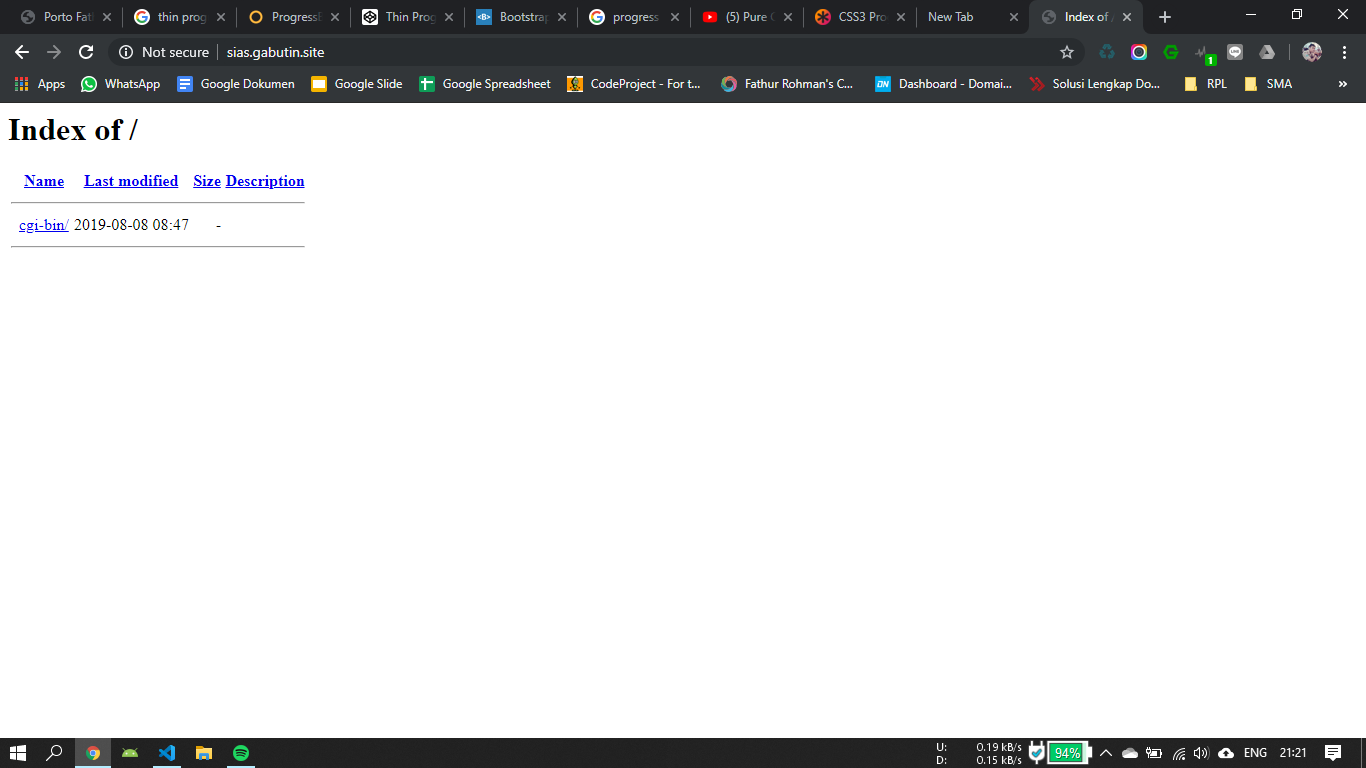 Porto Fat
thin prog
Progress
Thin Prog
Bootstrap
progress
(5) Pure C
CSS3 Pro
New Tab
Index of /
Not secure
sias.gabutin.site
1
Apps
WhatsApp
Google Dokumen
Google Slide
Google Spreadsheet
CodeProject - For t...
Fathur Rohman's C...
DN
Dashboard - Domai...
Solusi Lengkap Do...
RPL
SMA
»
Index of /
Name Last modified Size Description
cgi-bin/ 2019-08-08 08:47 -
U: 0.19 kB/s
D: 0.15 kB/s
94%
ENG
21:21